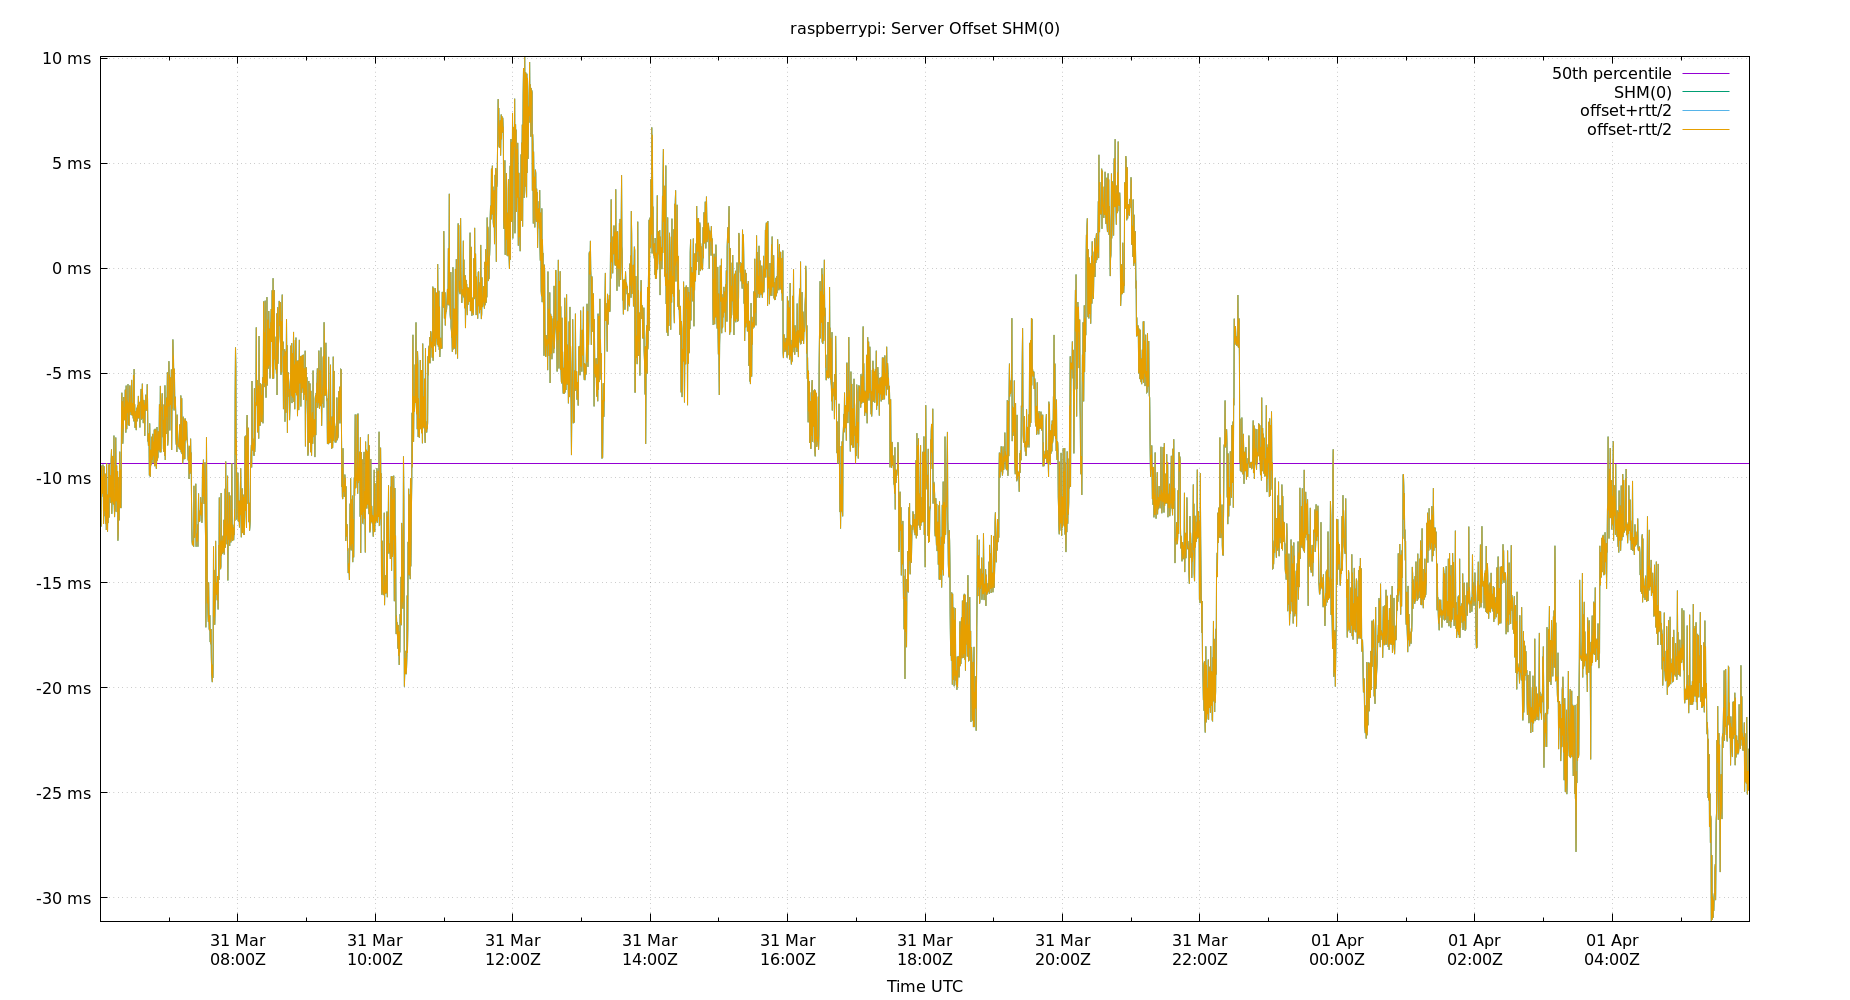 raspberrypi: Server Offset SHM(0)
10 ms
5 ms
0 ms
-5 ms
-10 ms
-15 ms
-20 ms
-25 ms
-30 ms
50th percentile
SHM(0)
offset+rtt/2
offset-rtt/2
31 Mar 31 Mar 31 Mar 31 Mar 31 Mar 31 Mar 31 Mar 31 Mar 01 Apr 01 Apr 01 Apr
08:00Z 10:00Z 12:00Z 14:00Z 16:00Z 18:00Z 20:00Z 22:00Z 00:00Z 02:00Z 04:00Z
Time UTC